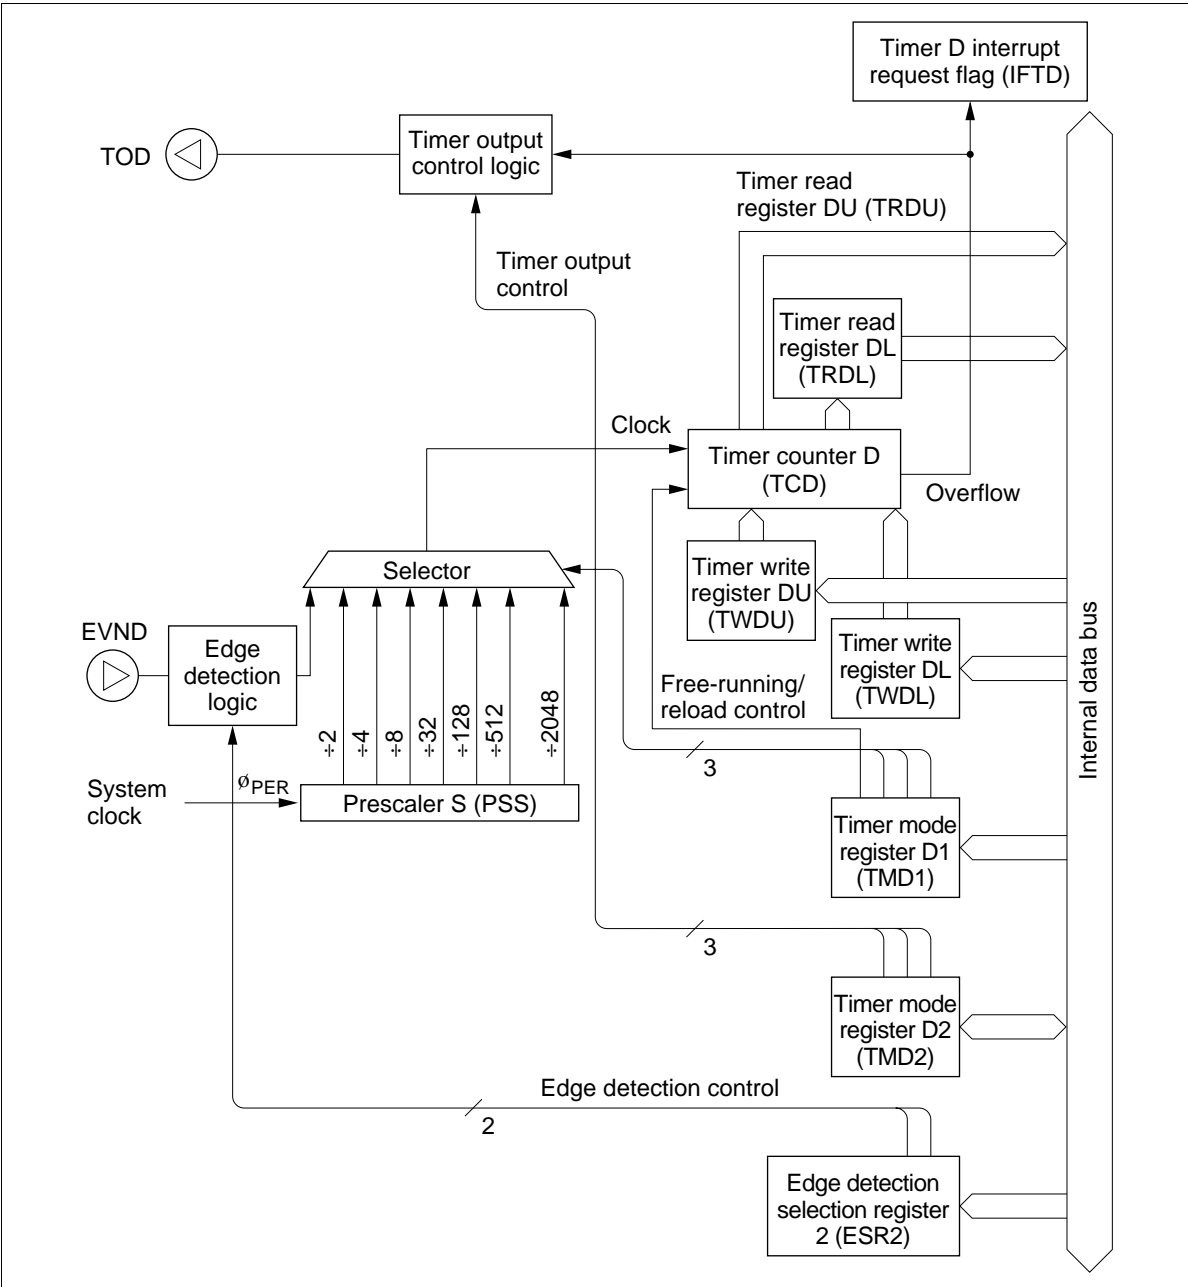 Timer D interrupt
request flag (IFTD)
TOD
Timer output
control logic
Timer read
register DU (TRDU)
Timer output
control
Timer read
register DL
(TRDL)
Clock
Timer counter D
(TCD)
Overflow
Selector
Timer write
register DU
(TWDU)
EVND
Edge
detection
logic
Timer write
register DL
(TWDL)
Internal data bus
Free-running/
reload control
÷2
÷4
÷8
÷32
÷128
÷512
÷2048
3
System
clock
øPER
Prescaler S (PSS)
Timer mode
register D1
(TMD1)
3
Timer mode
register D2
(TMD2)
Edge detection control
2
Edge detection
selection register
2 (ESR2)